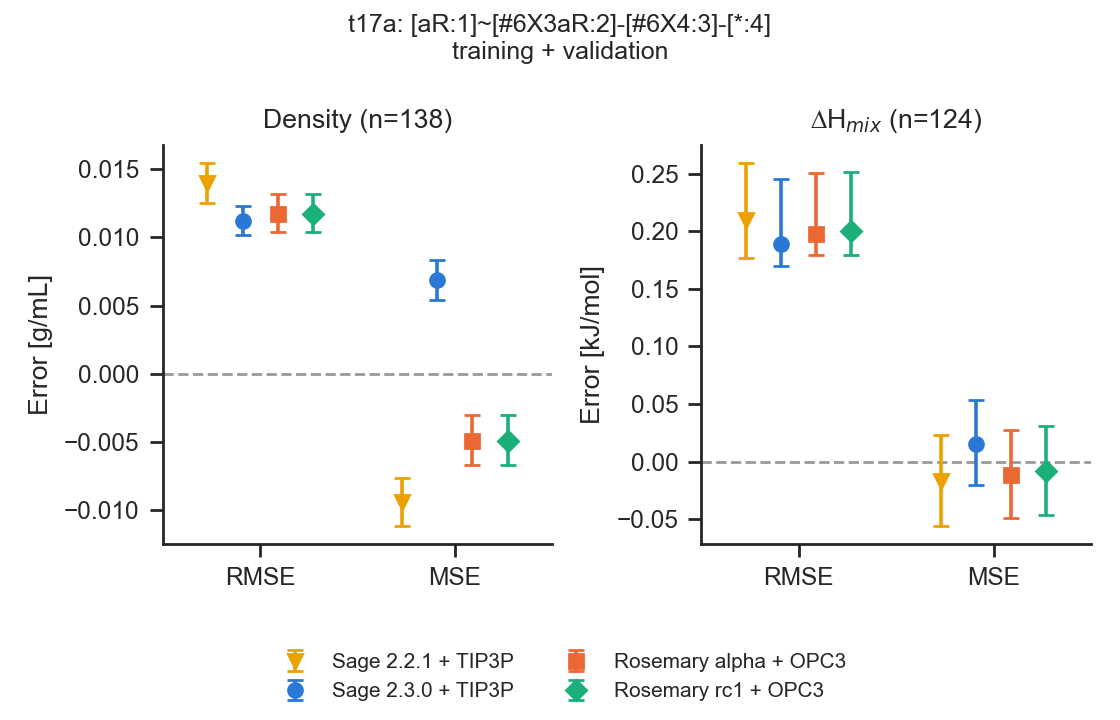 t17a: [aR:1]~[#6X3aR:2]-[#6X4:3]-[*:4]
training + validation
Density (n=138)
Error [g/mL]
0.015
0.010
0.005
0.000
−0.005
−0.010
RMSE
MSE
ΔHmix (n=124)
Error [kJ/mol]
0.25
0.20
0.15
0.10
0.05
0.00
−0.05
RMSE
MSE
Sage 2.2.1 + TIP3P
Sage 2.3.0 + TIP3P
Rosemary alpha + OPC3
Rosemary rc1 + OPC3